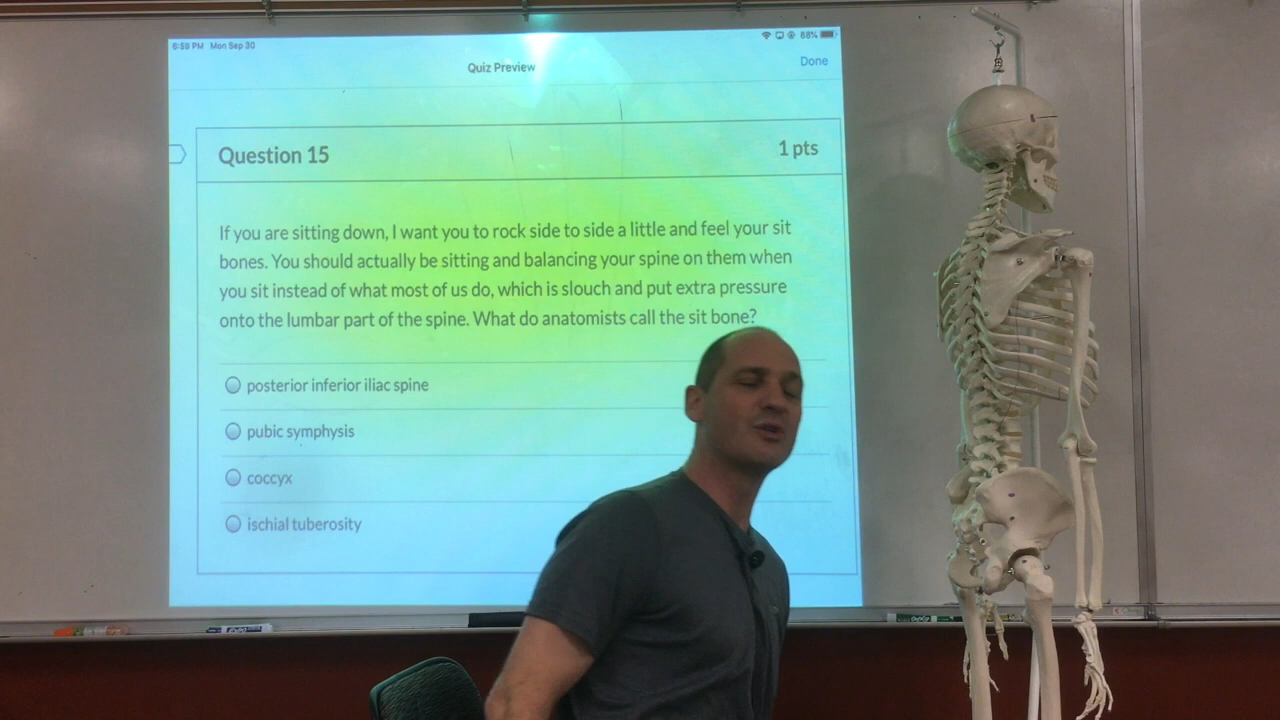 6:59 PM Mon Sep 30
88%
Quiz Preview
Done
Question 15
1 pts
If you are sitting down, I want you to rock side to side a little and feel your sit
bones. You should actually be sitting and balancing your spine on them when
you sit instead of what most of us do, which is slouch and put extra pressure
onto the lumbar part of the spine. What do anatomists call the sit bone?
posterior inferior iliac spine
pubic symphysis
coccyx
ischial tuberosity